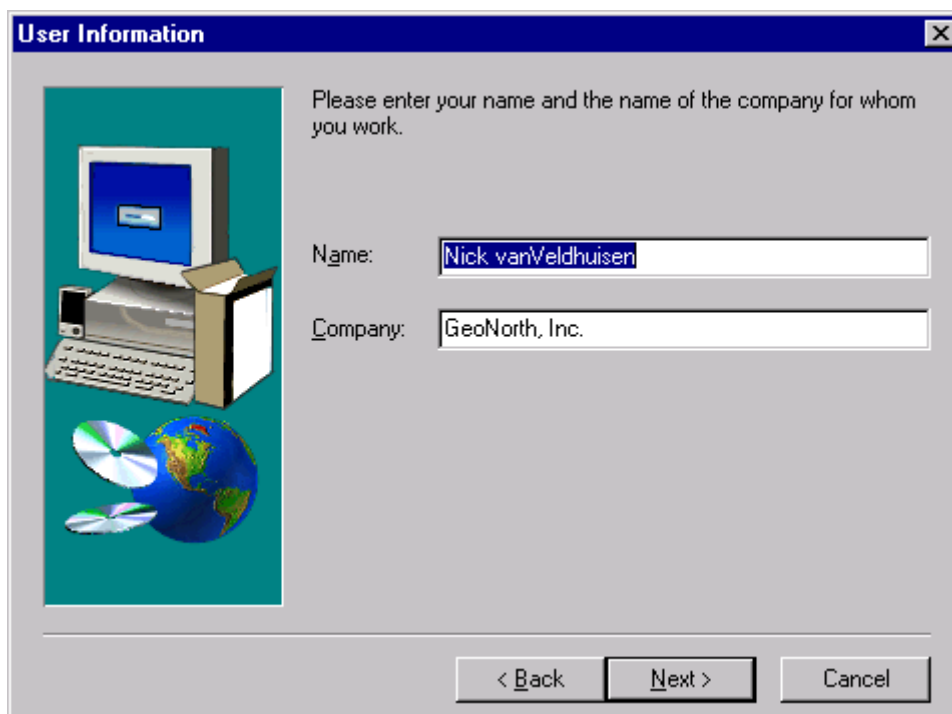 User Information
Please enter your name and the name of the company for whom
you work.
Name:
Nick vanVeldhuisen
Company:
GeoNorth, Inc.
< Back
Next >
Cancel